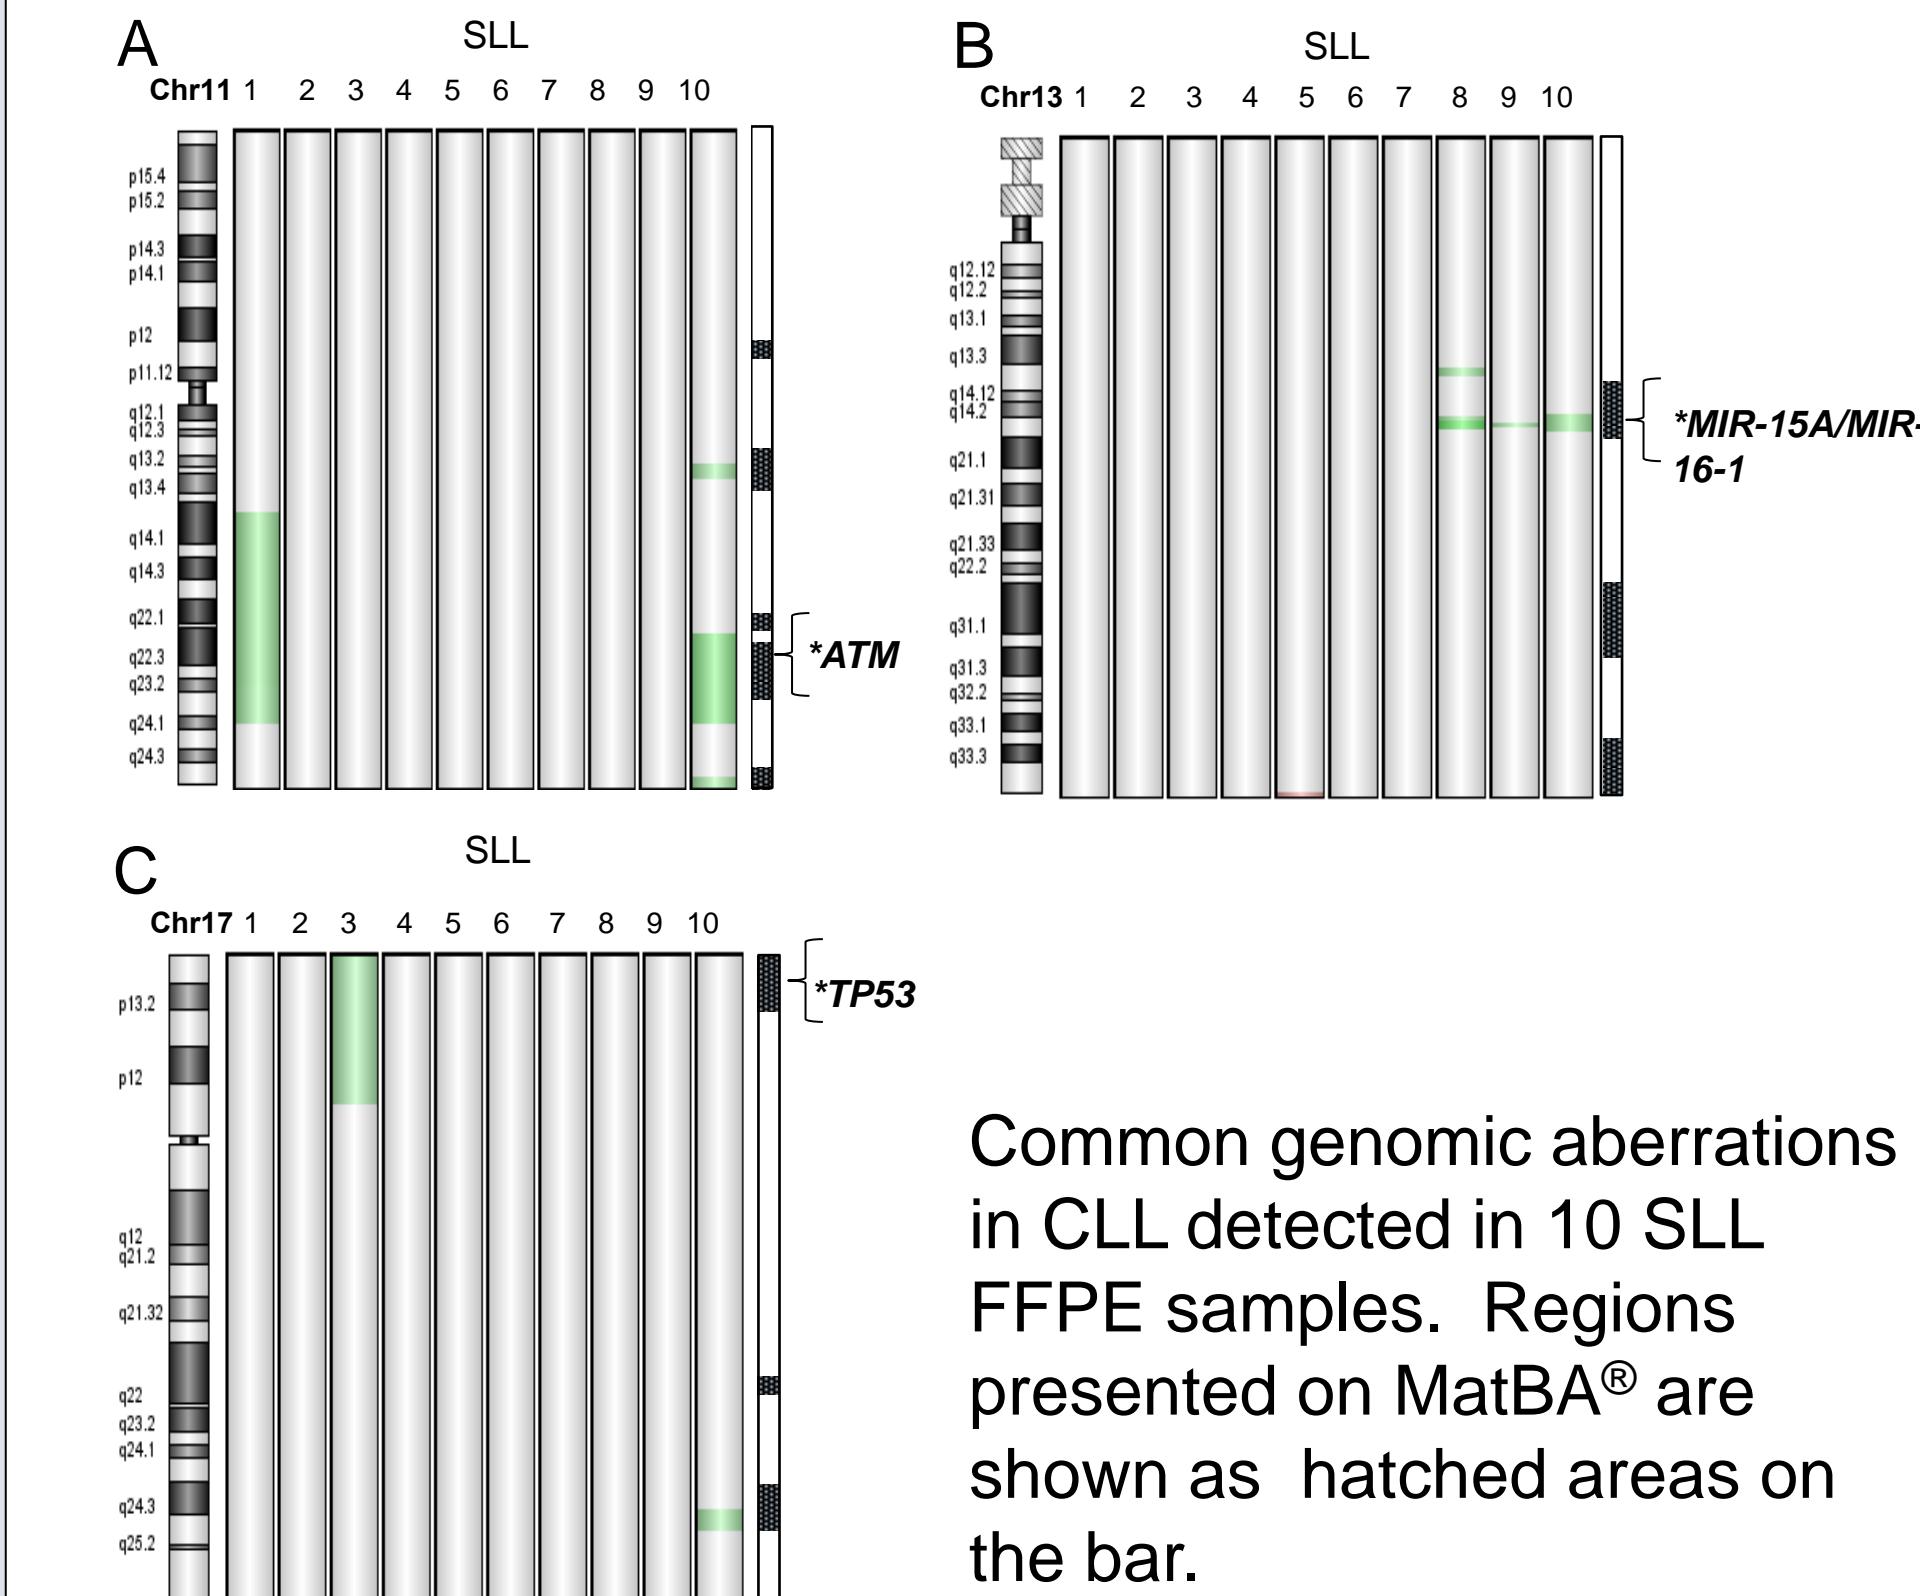 A
SLL
Chr11 1 2 3 4 5 6 7 8 9 10
p15.4
p15.2
p14.3
p14.1
p12
p11.12
q12.1
q12.3
q13.2
q13.4
q14.1
q14.3
q22.1
q22.3
q23.2
q24.1
q24.3
*ATM
B
SLL
Chr13 1 2 3 4 5 6 7 8 9 10
q12.12
q12.2
q13.1
q13.3
q14.12
q14.2
q21.1
q21.31
q21.33
q22.2
q31.1
q31.3
q32.2
q33.1
q33.3
*MIR-15A/MIR-
16-1
C
SLL
Chr17 1 2 3 4 5 6 7 8 9 10
p13.2
p12
q12
q21.2
q21.32
q22
q23.2
q24.1
q24.3
q25.2
*TP53
Common genomic aberrations
in CLL detected in 10 SLL
FFPE samples. Regions
presented on MatBA® are
shown as hatched areas on
the bar.